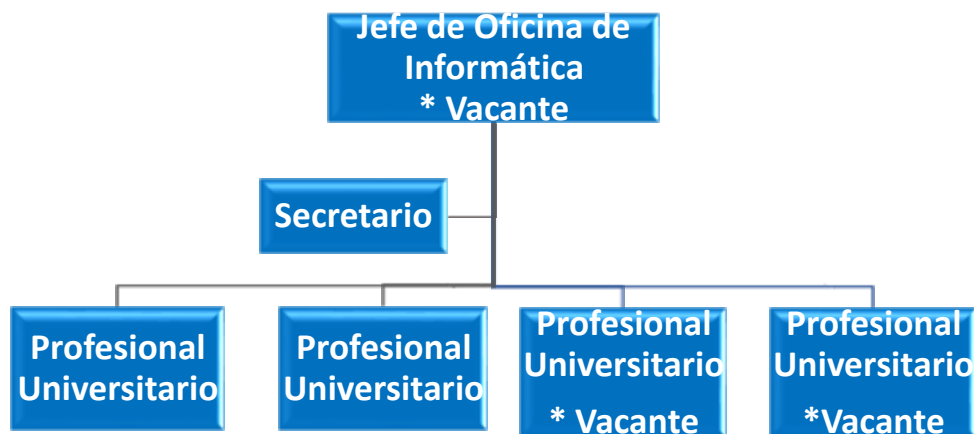 Jefe de Oficina de
Informática
* Vacante
Secretario
Profesional
Universitario
Profesional
Universitario
Profesional
Universitario
* Vacante
Profesional
Universitario
*Vacante